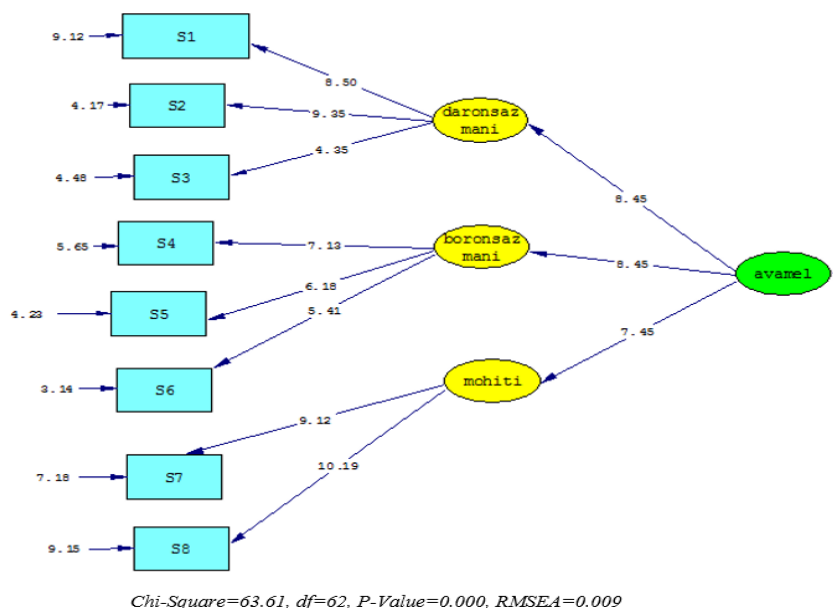 9.12
S1
8.50
4.17
S2
9.35
daronsaz
mani
4.48
S3
4.35
8.45
5.65
S4
7.13
boronsaz
mani
8.45
avamel
4.23
S5
6.18
5.41
3.14
S6
mohiti
7.45
9.12
7.18
S7
10.19
9.15
S8
Chi-Square=63.61, df=62, P-Value=0.000, RMSEA=0.009